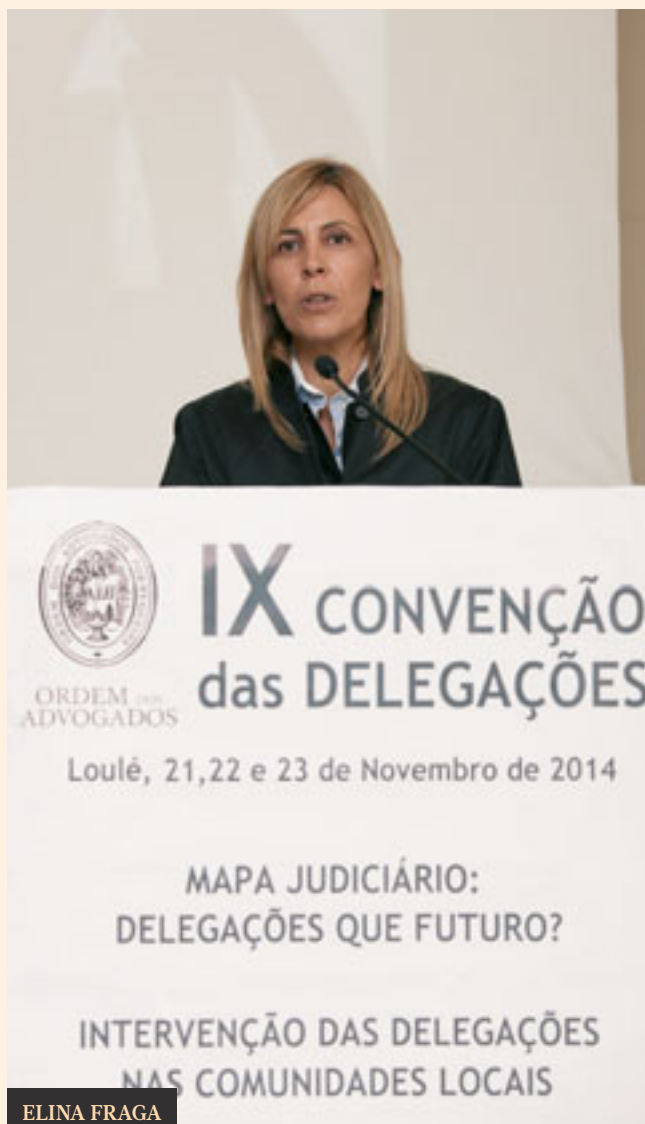 ORDEM DOS
ADVOGADOS
IX CONVENÇÃO
das DELEGAÇÕES
Loulé, 21,22 e 23 de Novembro de 2014
MAPA JUDICIÁRIO:
DELEGAÇÕES QUE FUTURO?
INTERVENÇÃO DAS DELEGAÇÕES
NAS COMUNIDADES LOCAIS
ELINA FRAGA